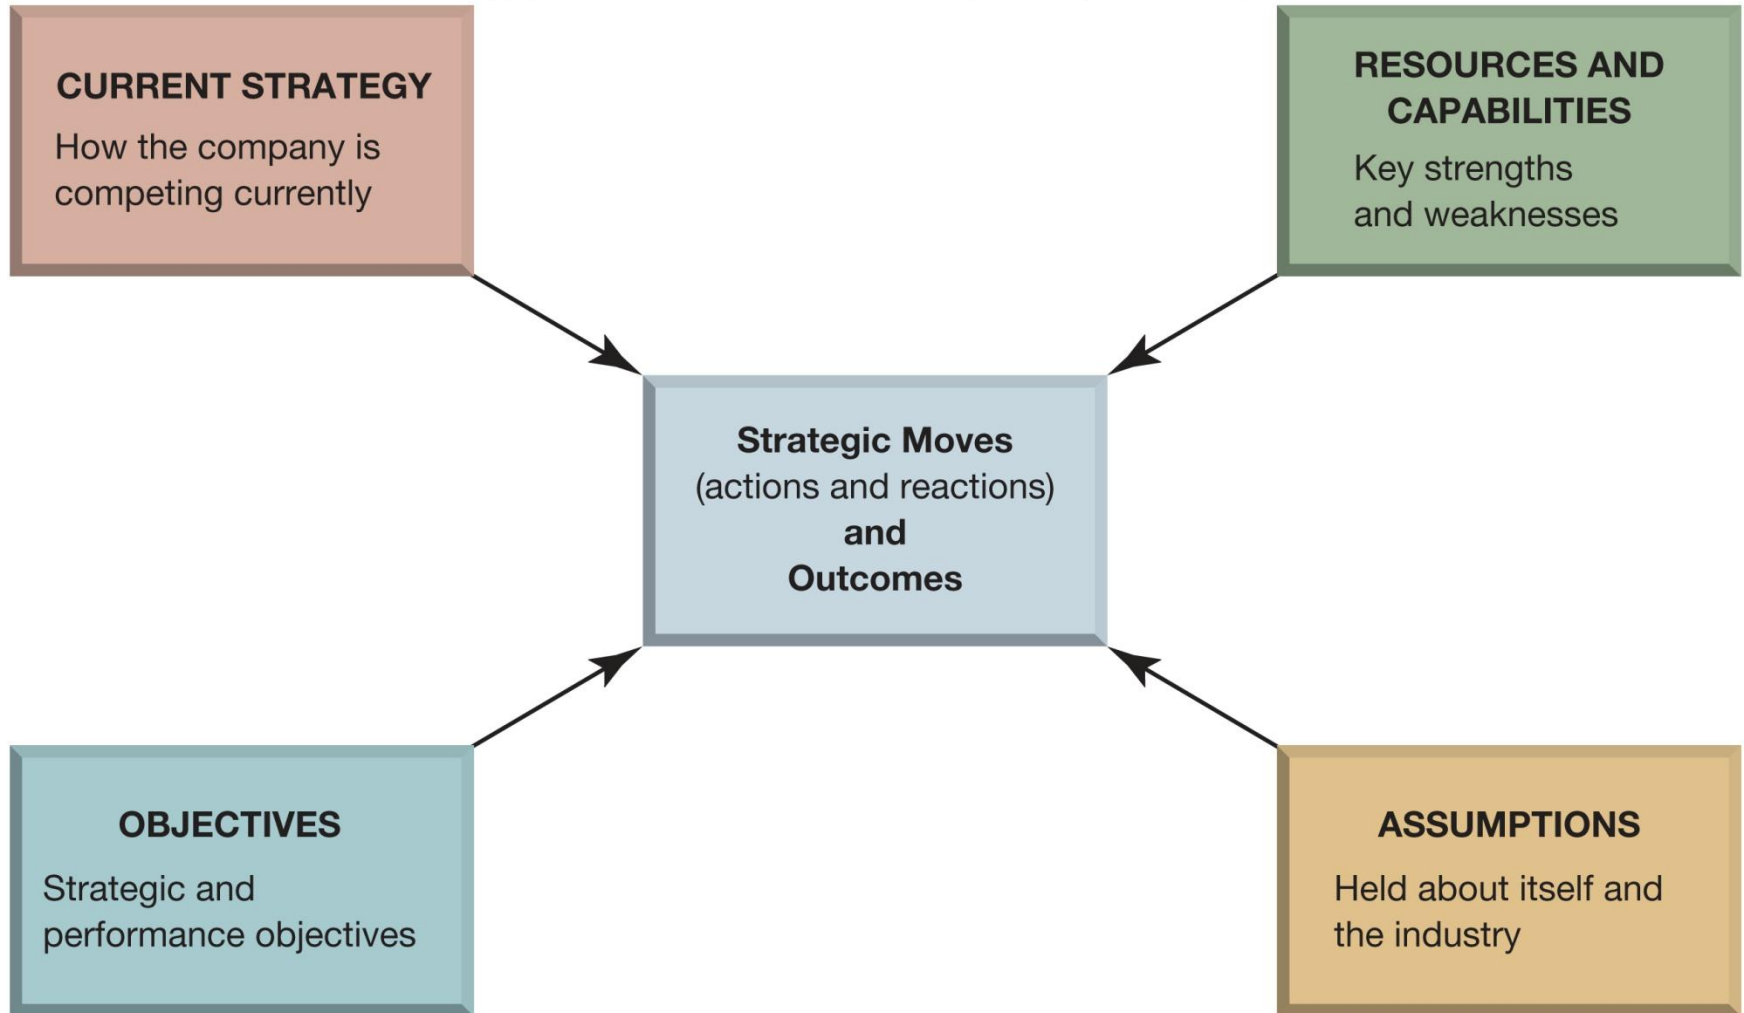 CURRENT STRATEGY
How the company is
competing currently
RESOURCES AND
CAPABILITIES
Key strengths
and weaknesses
Strategic Moves
(actions and reactions)
and
Outcomes
OBJECTIVES
Strategic and
performance objectives
ASSUMPTIONS
Held about itself and
the industry